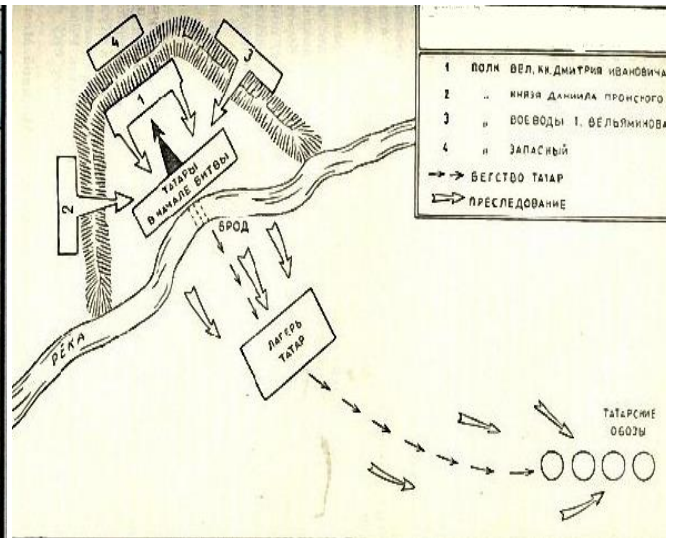 4
3
1
2
ТАТАРЫ
В НАЧАЛЕ БИТВЫ
БРОД
РЕКА
ЛАГЕРЬ
ТАТАР
ТАТАРСКИЕ
ОБОЗЫ
1 ПОЛК ВЕЛ. КН. ДМИТРИЯ ИВАНОВИЧА
2 „ КНЯЗЯ ДАНИИЛА ПРОНСКОГО
3 „ ВОЕВОДЫ Т. ВЕЛЬЯМИНОВА
4 „ ЗАПАСНЫЙ
БЕГСТВО ТАТАР
ПРЕСЛЕДОВАНИЕ